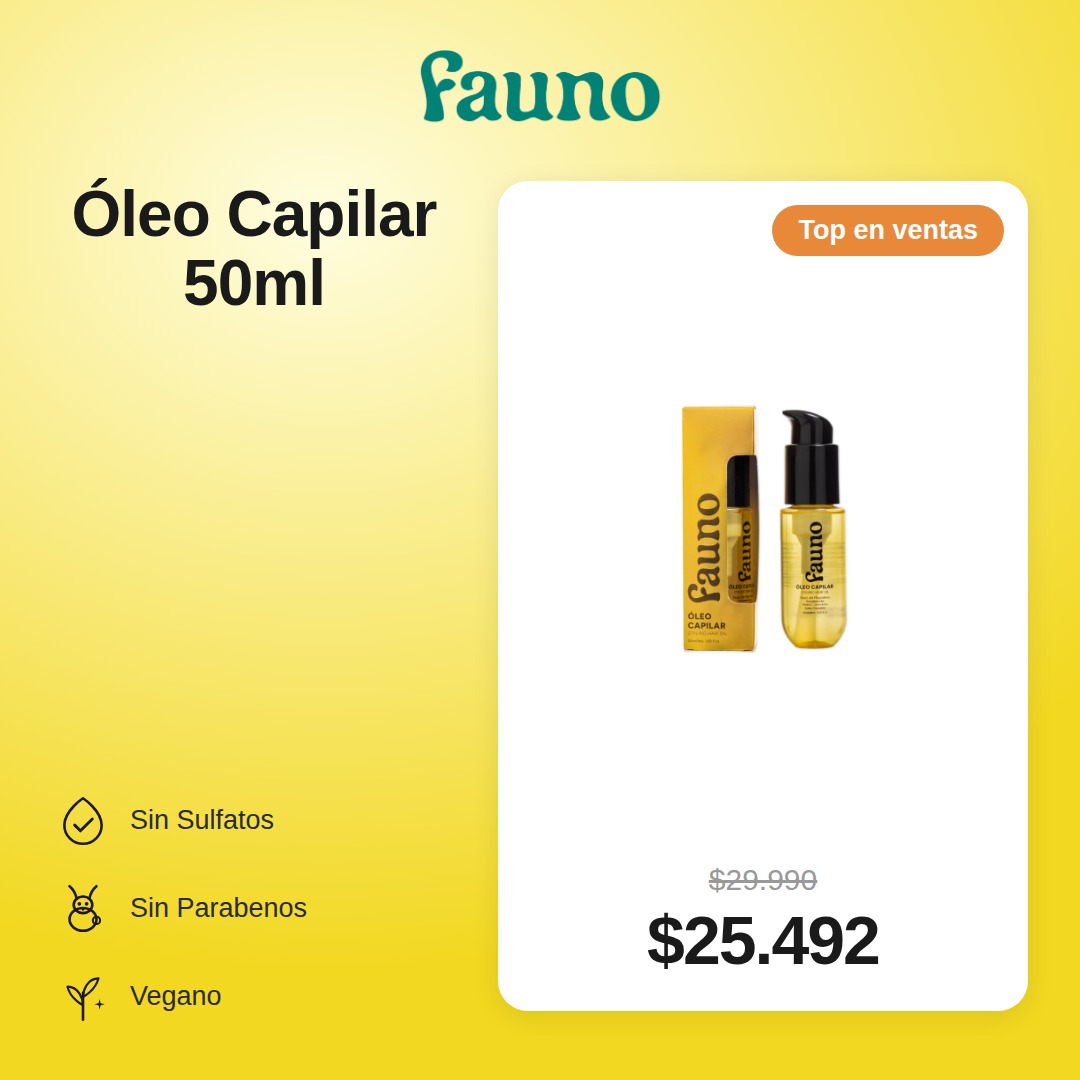 fauno
Óleo Capilar
50ml
Top en ventas
fauno
ÓLEO
CAPILAR
fauno
fauno
ÓLEO CAPILAR
$29.990
$25.492
Sin Sulfatos
Sin Parabenos
Vegano